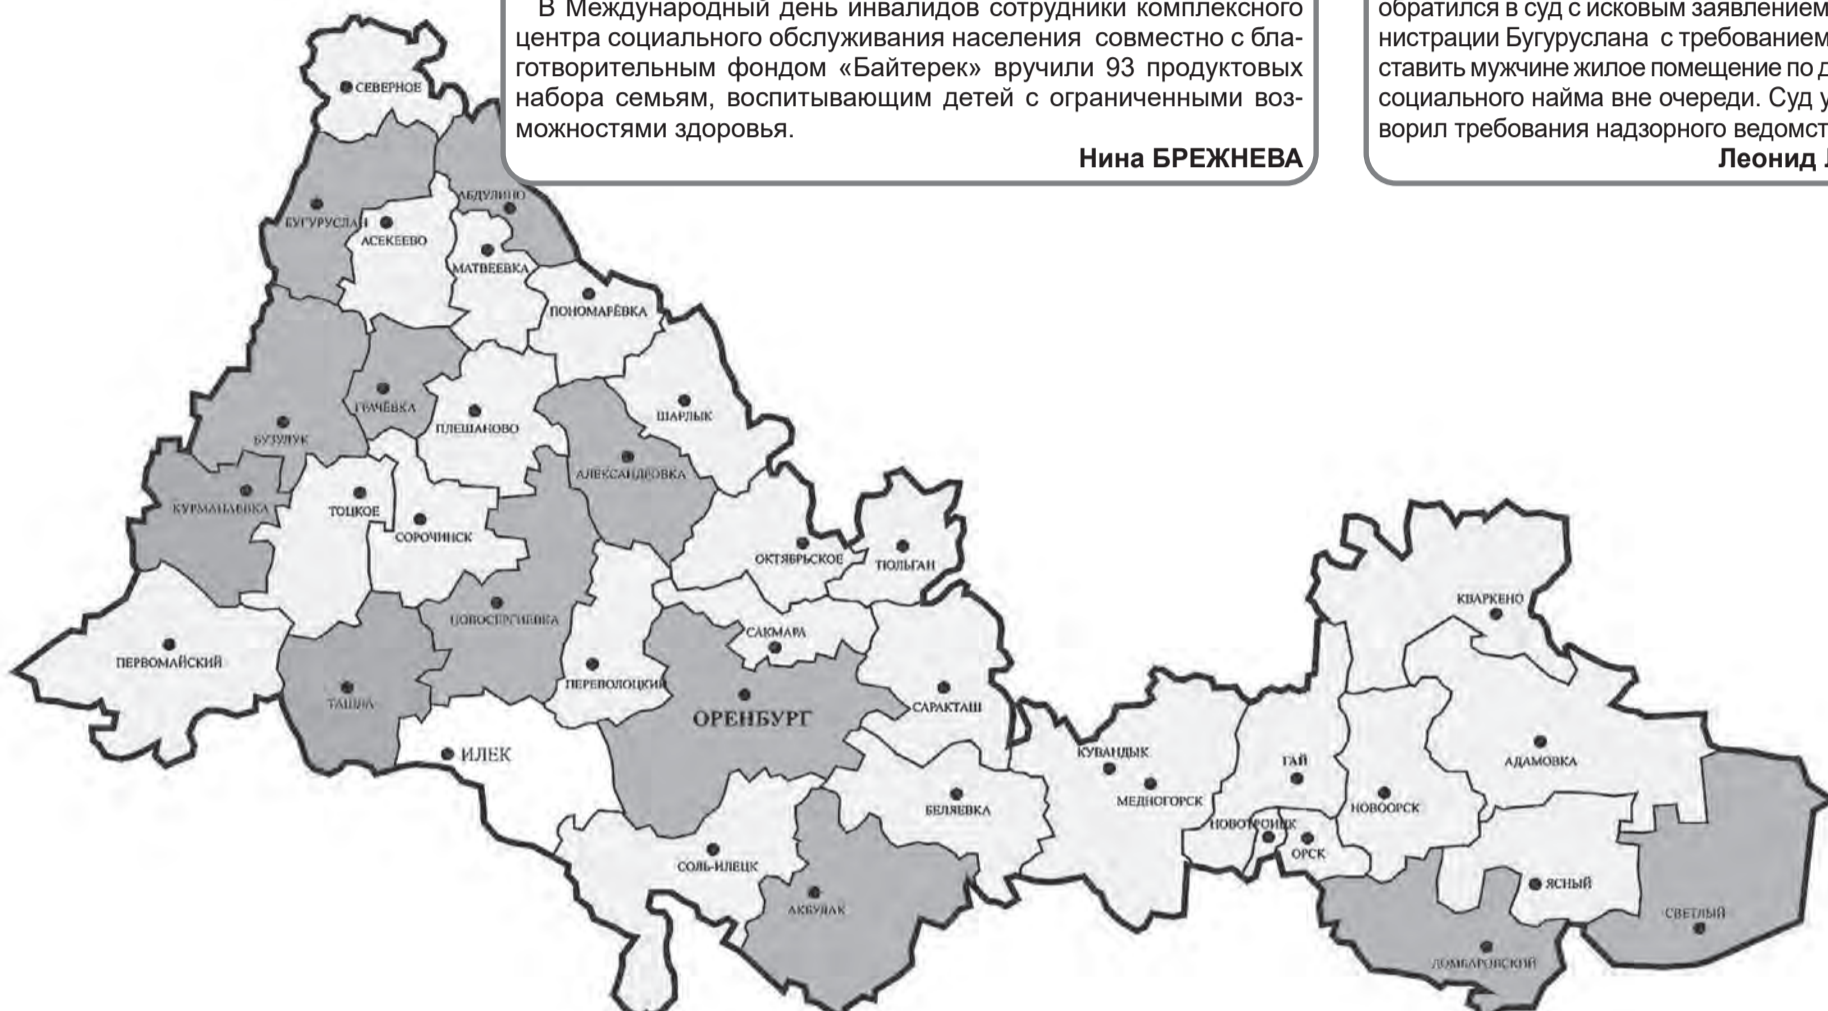 В Международный день инвалидов сотрудники комплексного
центра социального обслуживания населения совместно с бла-
готворительным фондом «Байтерек» вручили 93 продуктовых
набора семьям, воспитывающим детей с ограниченными воз-
можностями здоровья.
Нина БРЕЖНЕВА
обратился в суд с исковым заявлением
нистрации Бугуруслана с требованием
ставить мужчине жилое помещение по д
социального найма вне очереди. Суд у
ворил требования надзорного ведомст
Леонид
СЕВЕРНОЕ
АБДУЛИНО
БУГУРУСЛАН
АСЕКЕЕВО
МАТВЕЕВКА
ПОНОМАРЁВКА
ГРАЧЁВКА
ШАРЛЫК
ПЛЕШАНОВО
БУЗУЛУК
АЛЕКСАНДРОВКА
КУРМАНАЕВКА
ТОЦКОЕ
СОРОЧИНСК
ОКТЯБРЬСКОЕ
ТЮЛЬГАН
КВАРКЕНО
НОВОСЕРГИЕВКА
САКМАРА
ПЕРВОМАЙСКИЙ
ПЕРЕВОЛОЦКИЙ
ТАШЛА
САРАКТАШ
ОРЕНБУРГ
ИЛЕК
КУВАНДЫК
ГАЙ
АДАМОВКА
МЕДНОГОРСК
БЕЛЯЕВКА
НОВООРСК
НОВОТРОИЦК
ОРСК
СОЛЬ-ИЛЕЦК
ЯСНЫЙ
АКБУЛАК
СВЕТЛЫЙ
ДОМБАРОВСКИЙ